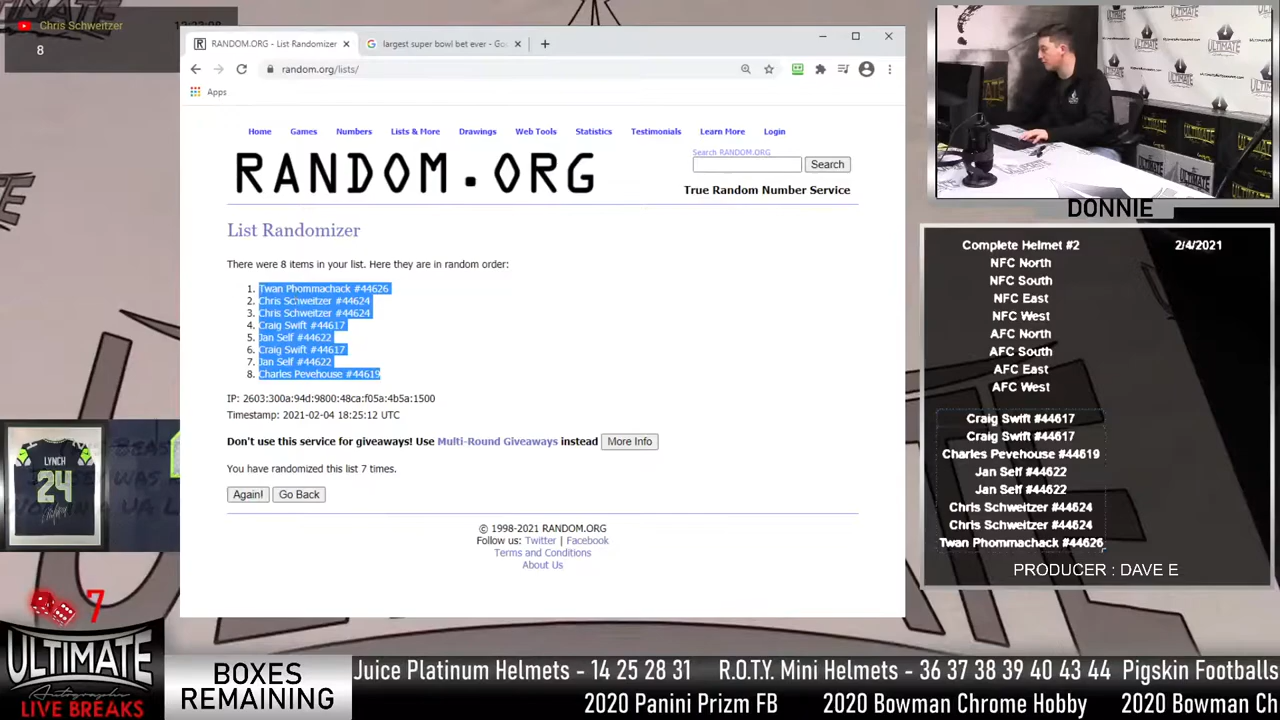 Chris Schweitzer
8
RANDOM.ORG - List Randomizer
largest super bowl bet ever - Goo
random.org/lists/
Apps
Home Games Numbers Lists & More Drawings Web Tools Statistics Testimonials Learn More Login
RANDOM.ORG
Search RANDOM.ORG
Search
True Random Number Service
List Randomizer
There were 8 items in your list. Here they are in random order:
1. Twan Phommachack #44626
2. Chris Schweitzer #44624
3. Chris Schweitzer #44624
4. Craig Swift #44617
5. Jan Self #44622
6. Craig Swift #44617
7. Jan Self #44622
8. Charles Pevehouse #44619
IP: 2603:300a:94d:9800:48ca:f05a:4b5a:1500
Timestamp: 2021-02-04 18:25:12 UTC
Don't use this service for giveaways! Use Multi-Round Giveaways instead More Info
You have randomized this list 7 times.
Again! Go Back
© 1998-2021 RANDOM.ORG
Follow us: Twitter | Facebook
Terms and Conditions
About Us
ULTIMATE
DONNIE
Complete Helmet #2 2/4/2021
NFC North
NFC South
NFC East
NFC West
AFC North
AFC South
AFC East
AFC West
Craig Swift #44617
Craig Swift #44617
Charles Pevehouse #44619
Jan Self #44622
Jan Self #44622
Chris Schweitzer #44624
Chris Schweitzer #44624
Twan Phommachack #44626
PRODUCER : DAVE E
LYNCH
24
7
ULTIMATE
Autographs
LIVE BREAKS
BOXES
REMAINING
Juice Platinum Helmets - 14 25 28 31 R.O.T.Y. Mini Helmets - 36 37 38 39 40 43 44 Pigskin Footballs
2020 Panini Prizm FB 2020 Bowman Chrome Hobby 2020 Bowman Ch